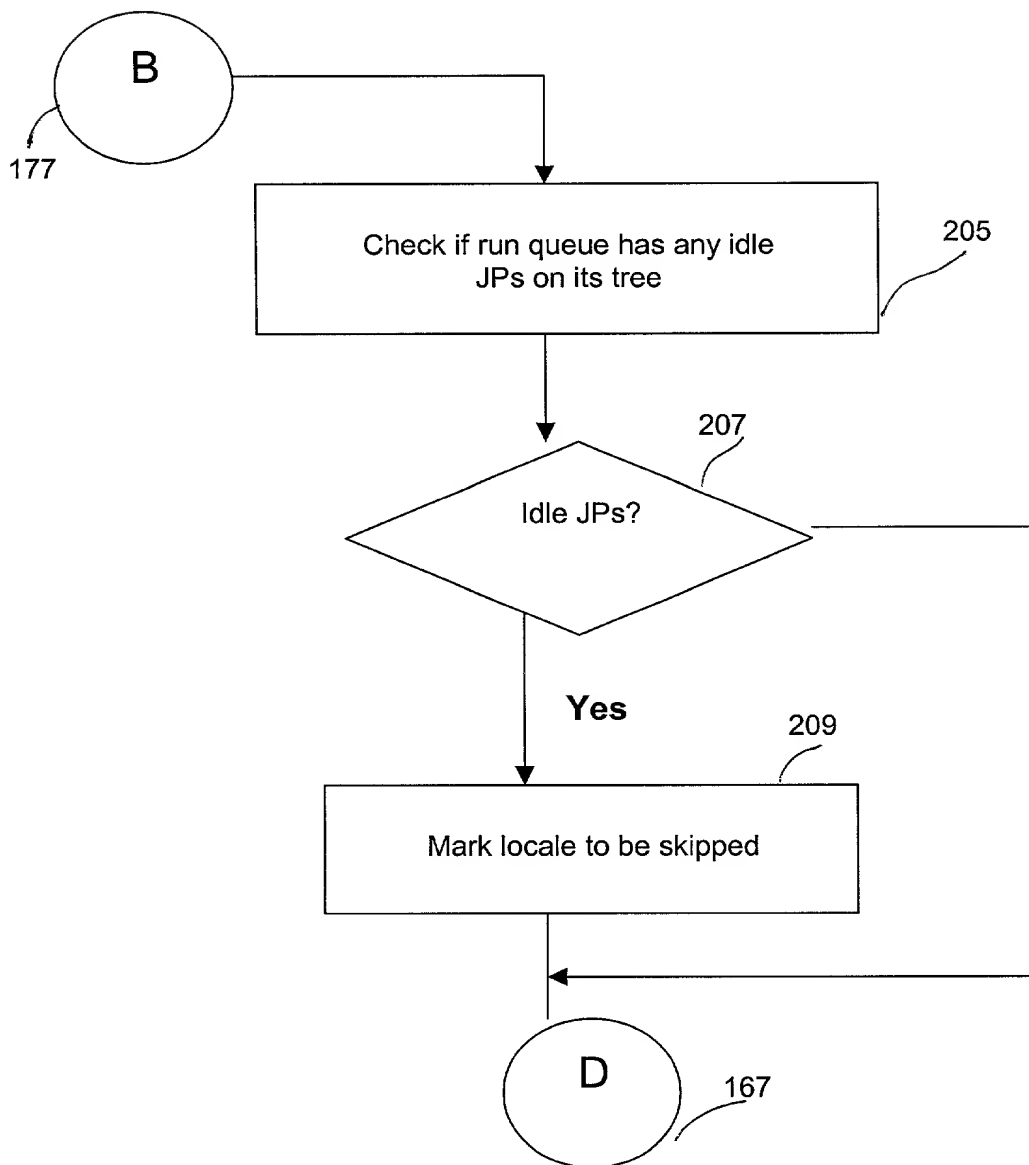 B
177
Check if run queue has any idle
JPs on its tree
205
207
Idle JPs?
Yes
209
Mark locale to be skipped
D
167